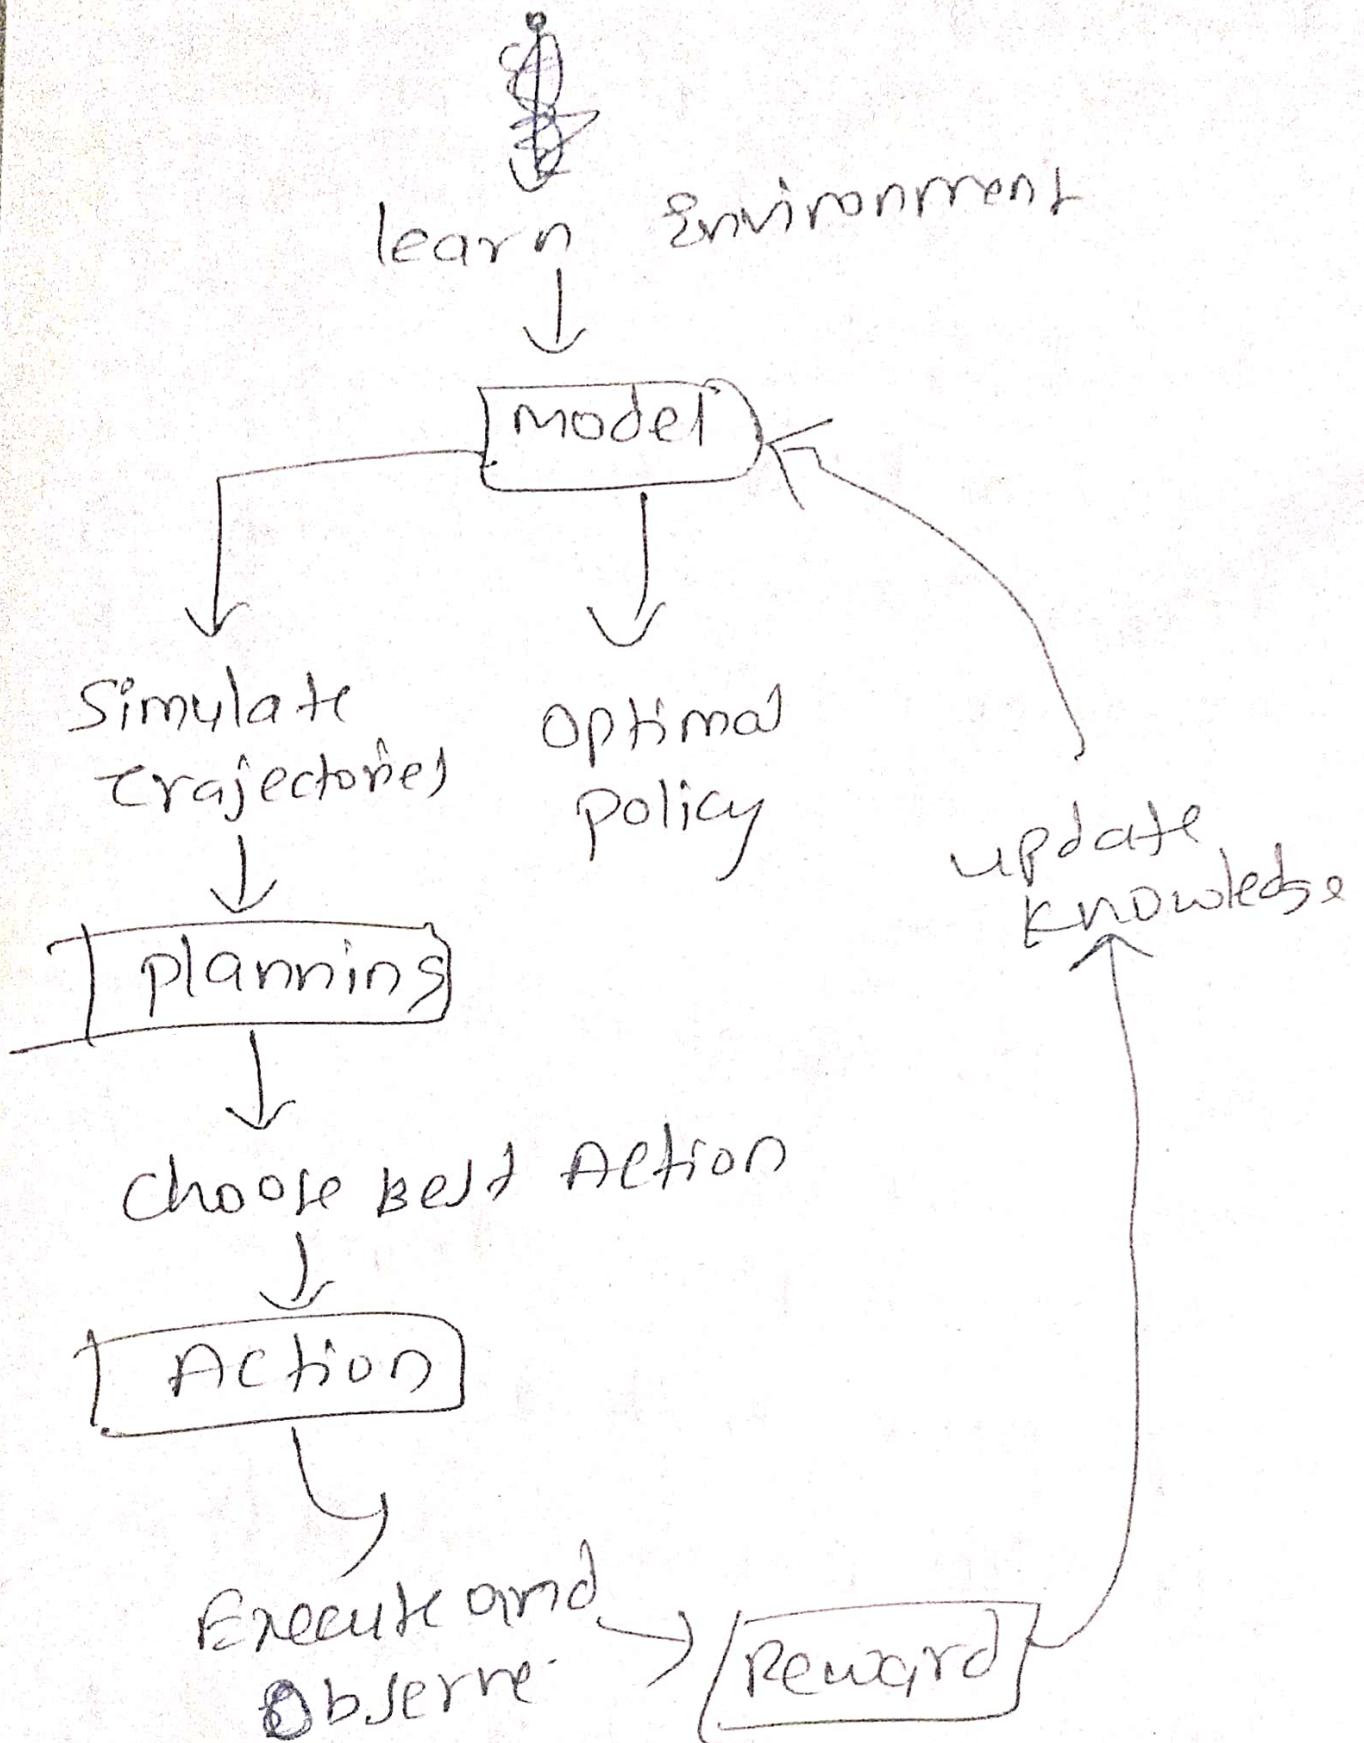 learn Environment
Model
Simulate
Trajectories
Optimal
policy
update
knowledge
planning
Choose Best Action
Action
Execute and
Observe
Reward